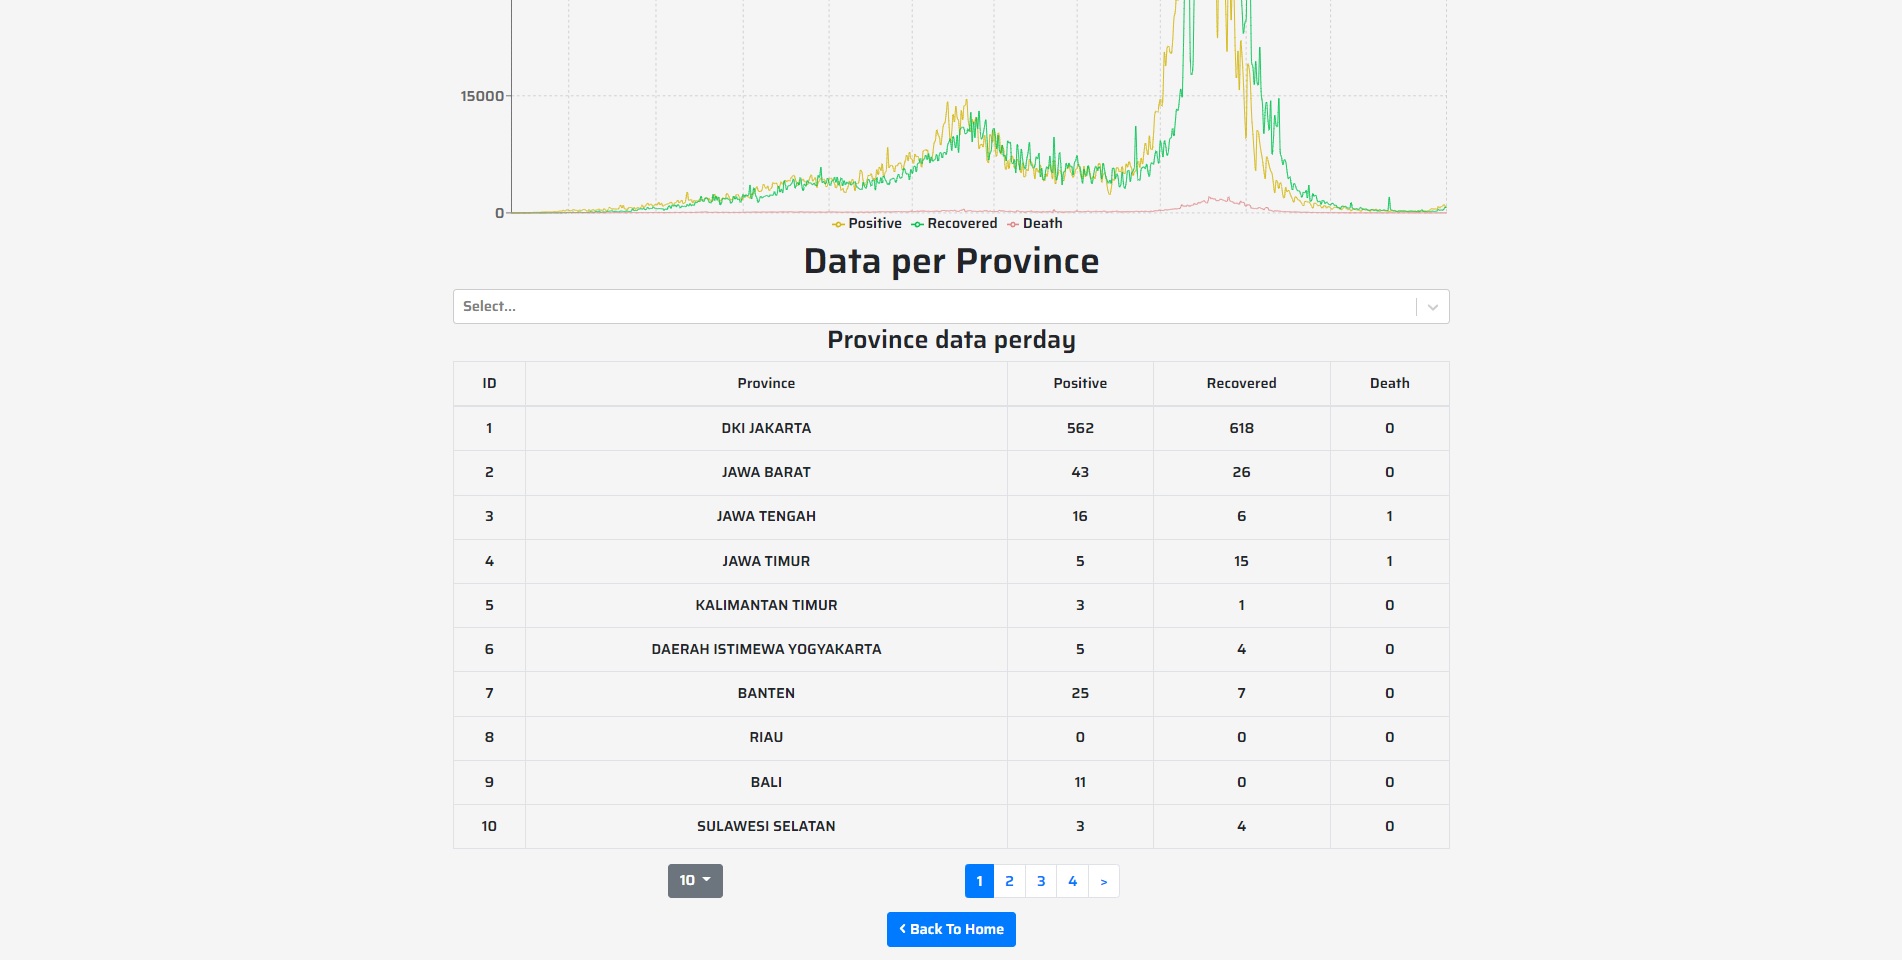 15000
0
Positive Recovered Death
Data per Province
Select...
Province data perday
ID Province Positive Recovered Death
1 DKI JAKARTA 562 618 0
2 JAWA BARAT 43 26 0
3 JAWA TENGAH 16 6 1
4 JAWA TIMUR 5 15 1
5 KALIMANTAN TIMUR 3 1 0
6 DAERAH ISTIMEWA YOGYAKARTA 5 4 0
7 BANTEN 25 7 0
8 RIAU 0 0 0
9 BALI 11 0 0
10 SULAWESI SELATAN 3 4 0
10 1 2 3 4 >
Back To Home